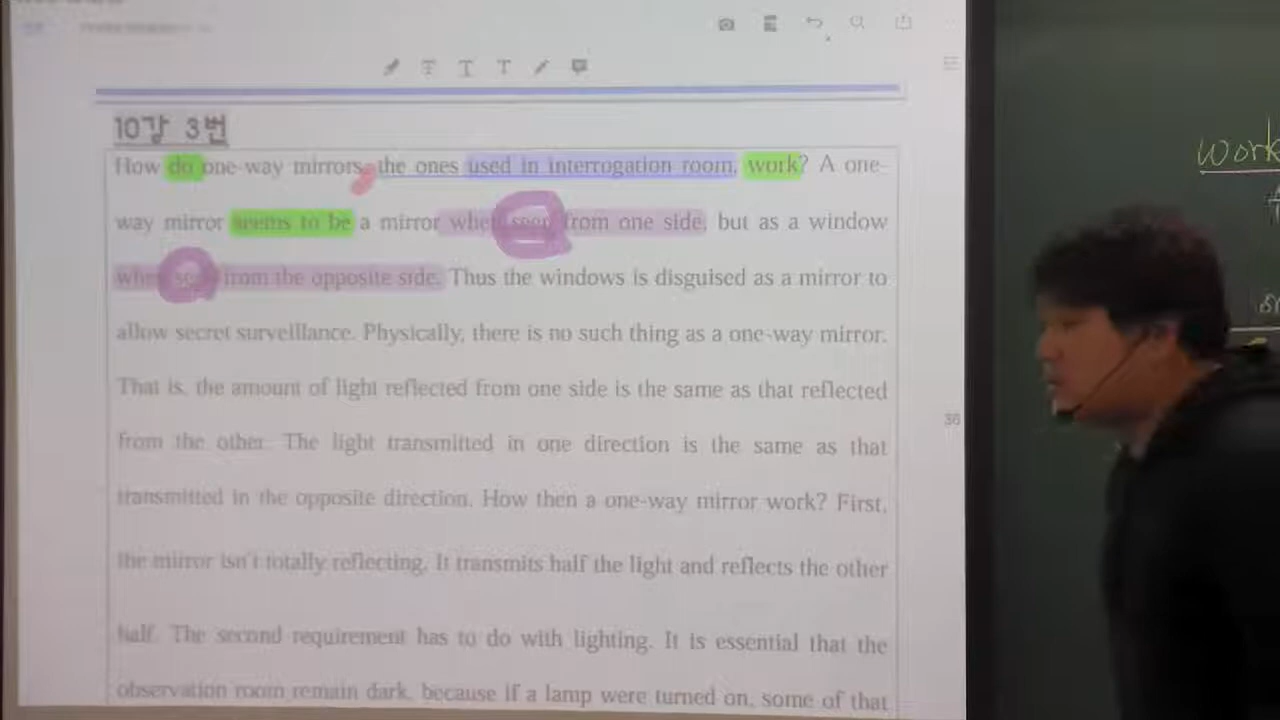 10강 3번
How do one-way mirrors, the ones used in interrogation room, work? A one-
way mirror seems to be a mirror when seen from one side, but as a window
when seen from the opposite side. Thus the windows is disguised as a mirror to
allow secret surveillance. Physically, there is no such thing as a one-way mirror.
That is, the amount of light reflected from one side is the same as that reflected
from the other. The light transmitted in one direction is the same as that
transmitted in the opposite direction. How then a one-way mirror work? First,
the mirror isn't totally reflecting. It transmits half the light and reflects the other
half. The second requirement has to do with lighting. It is essential that the
observation room remain dark, because if a lamp were turned on, some of that
36
work